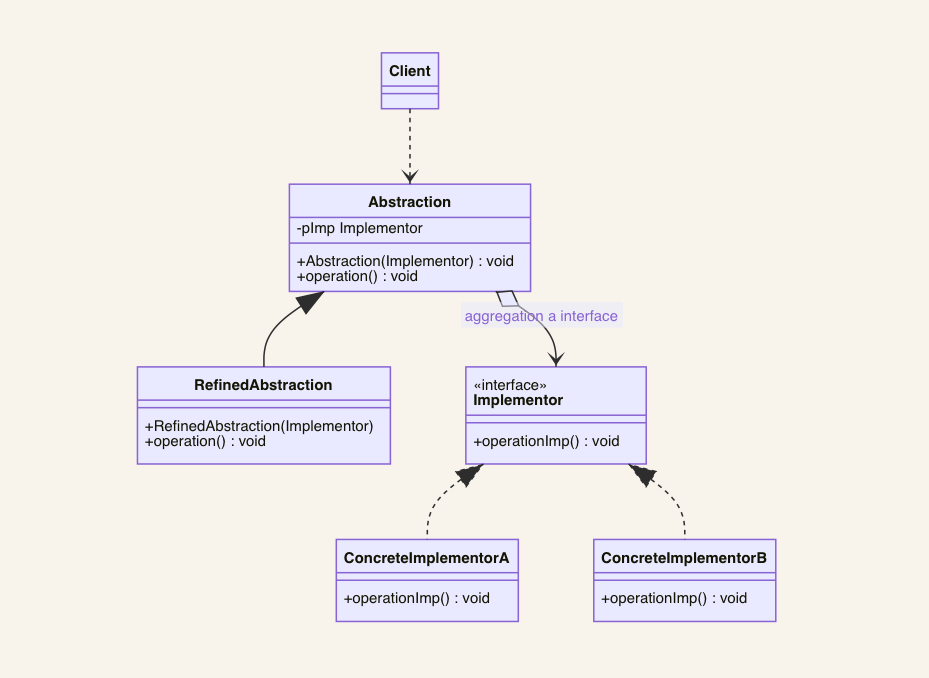 Client
Abstraction
-pImp Implementor
+Abstraction(Implementor) : void
+operation() : void
aggregation a interface
RefinedAbstraction
+RefinedAbstraction(Implementor)
+operation() : void
«interface»
Implementor
+operationImp() : void
ConcreteImplementorA
+operationImp() : void
ConcreteImplementorB
+operationImp() : void